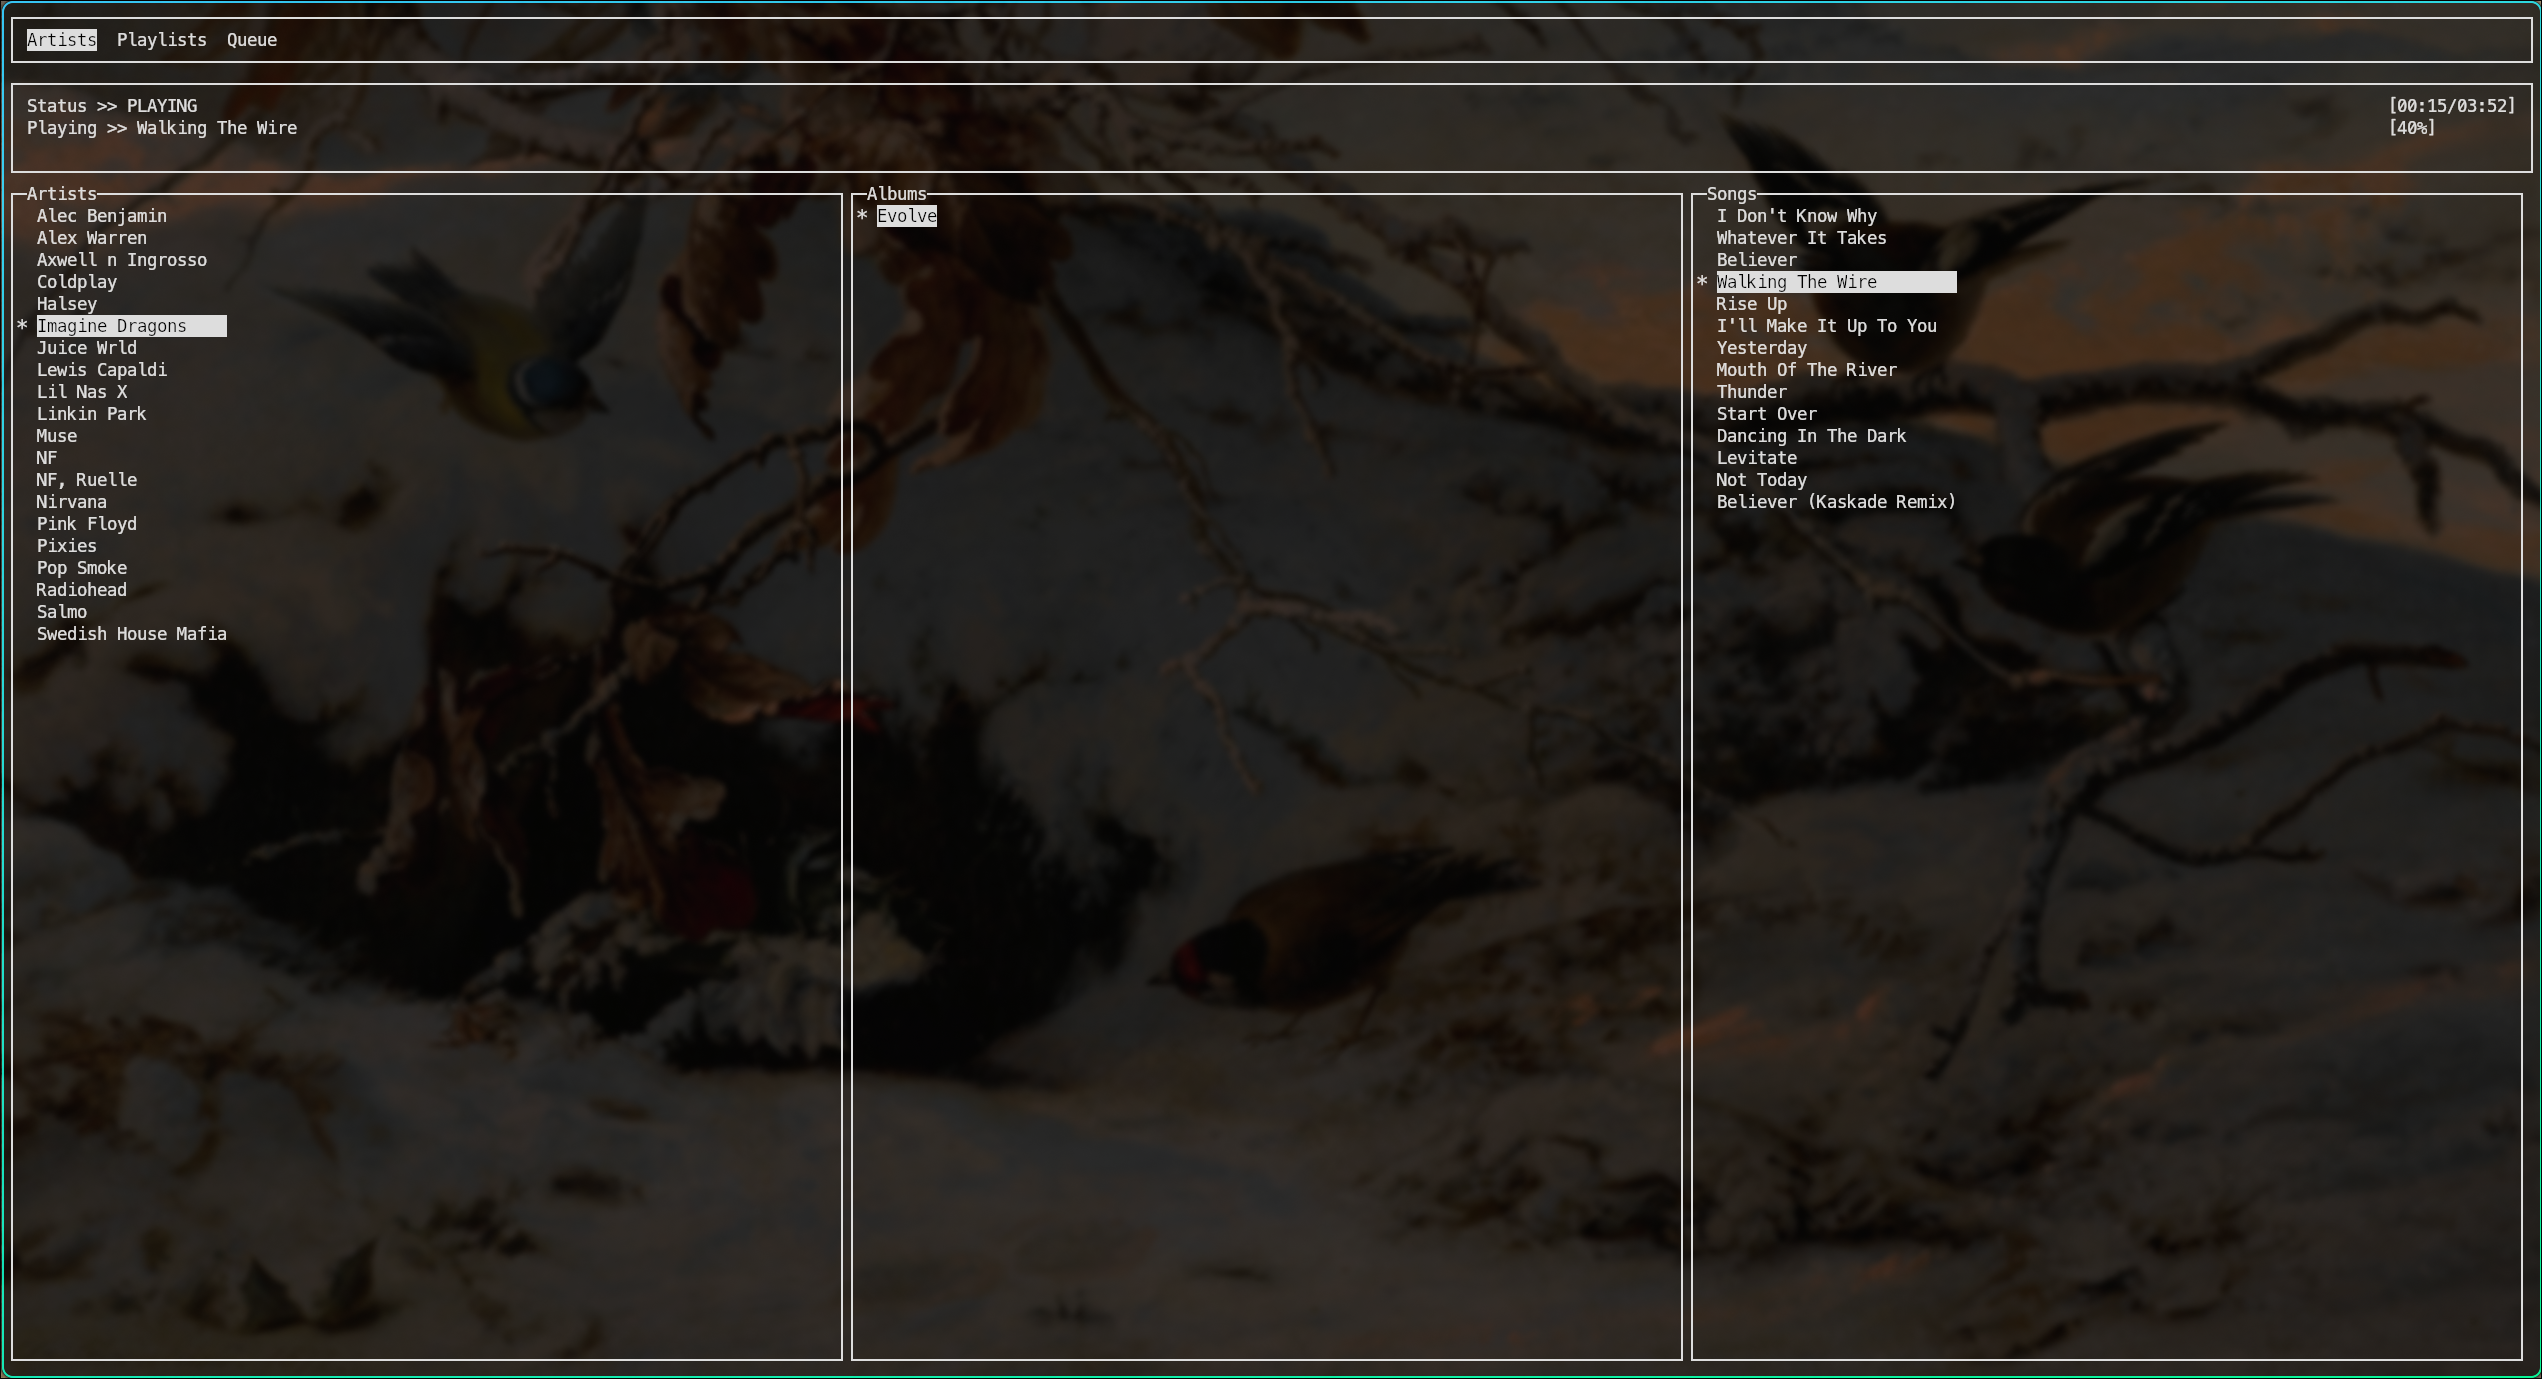 Artists Playlists Queue
Status >> PLAYING [00:15/03:52]
Playing >> Walking The Wire [40%]
Artists
Alec Benjamin
Alex Warren
Axwell n Ingrosso
Coldplay
Halsey
* Imagine Dragons
Juice Wrld
Lewis Capaldi
Lil Nas X
Linkin Park
Muse
NF
NF, Ruelle
Nirvana
Pink Floyd
Pixies
Pop Smoke
Radiohead
Salmo
Swedish House Mafia
Albums
* Evolve
Songs
I Don't Know Why
Whatever It Takes
Believer
* Walking The Wire
Rise Up
I'll Make It Up To You
Yesterday
Mouth Of The River
Thunder
Start Over
Dancing In The Dark
Levitate
Not Today
Believer (Kaskade Remix)